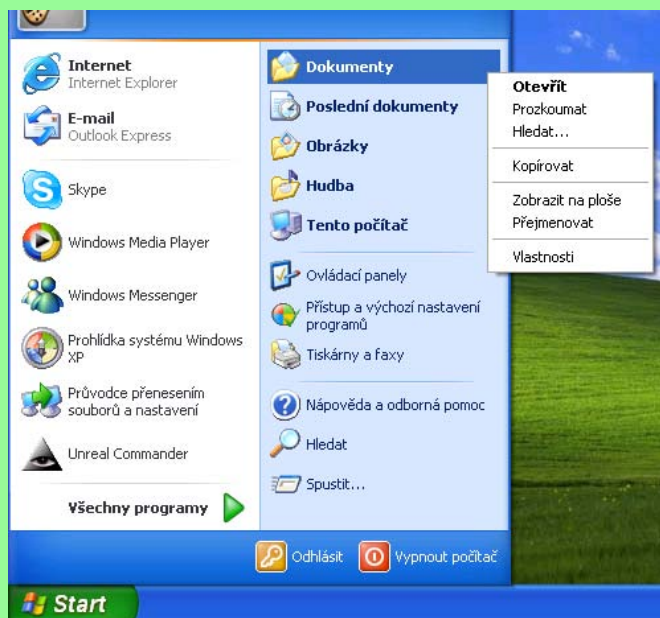 Internet
Internet Explorer
E-mail
Outlook Express
Skype
Windows Media Player
Windows Messenger
Prohlídka systému Windows
XP
Průvodce přenesením
souborů a nastavení
Unreal Commander
Všechny programy
Dokumenty
Poslední dokumenty
Obrázky
Hudba
Tento počítač
Ovládací panely
Přístup a výchozí nastavení
programů
Tiskárny a faxy
Nápověda a odborná pomoc
Hledat
Spustit...
Otevřít
Prozkoumat
Hledat...
Kopírovat
Zobrazit na ploše
Přejmenovat
Vlastnosti
Odhlásit
Vypnout počítač
Start